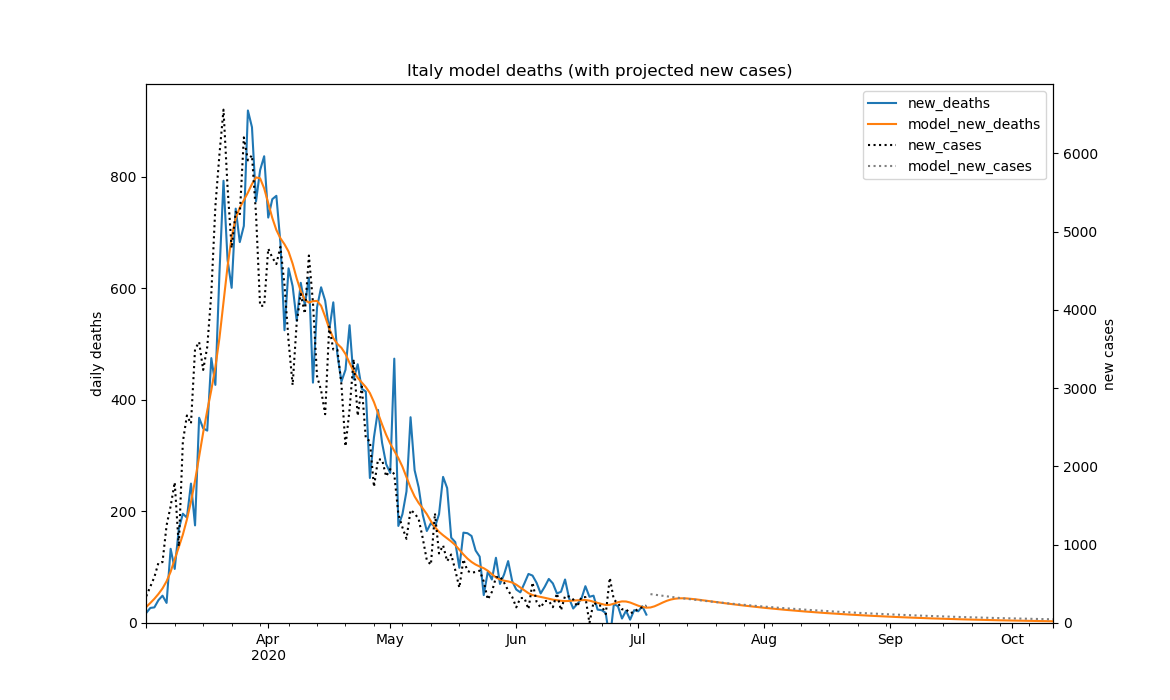 Italy model deaths (with projected new cases)
new_deaths
model_new_deaths
new_cases
model_new_cases
daily deaths
800
600
400
200
0
6000
5000
4000
3000
2000
1000
0
new cases
Apr
2020
May
Jun
Jul
Aug
Sep
Oct